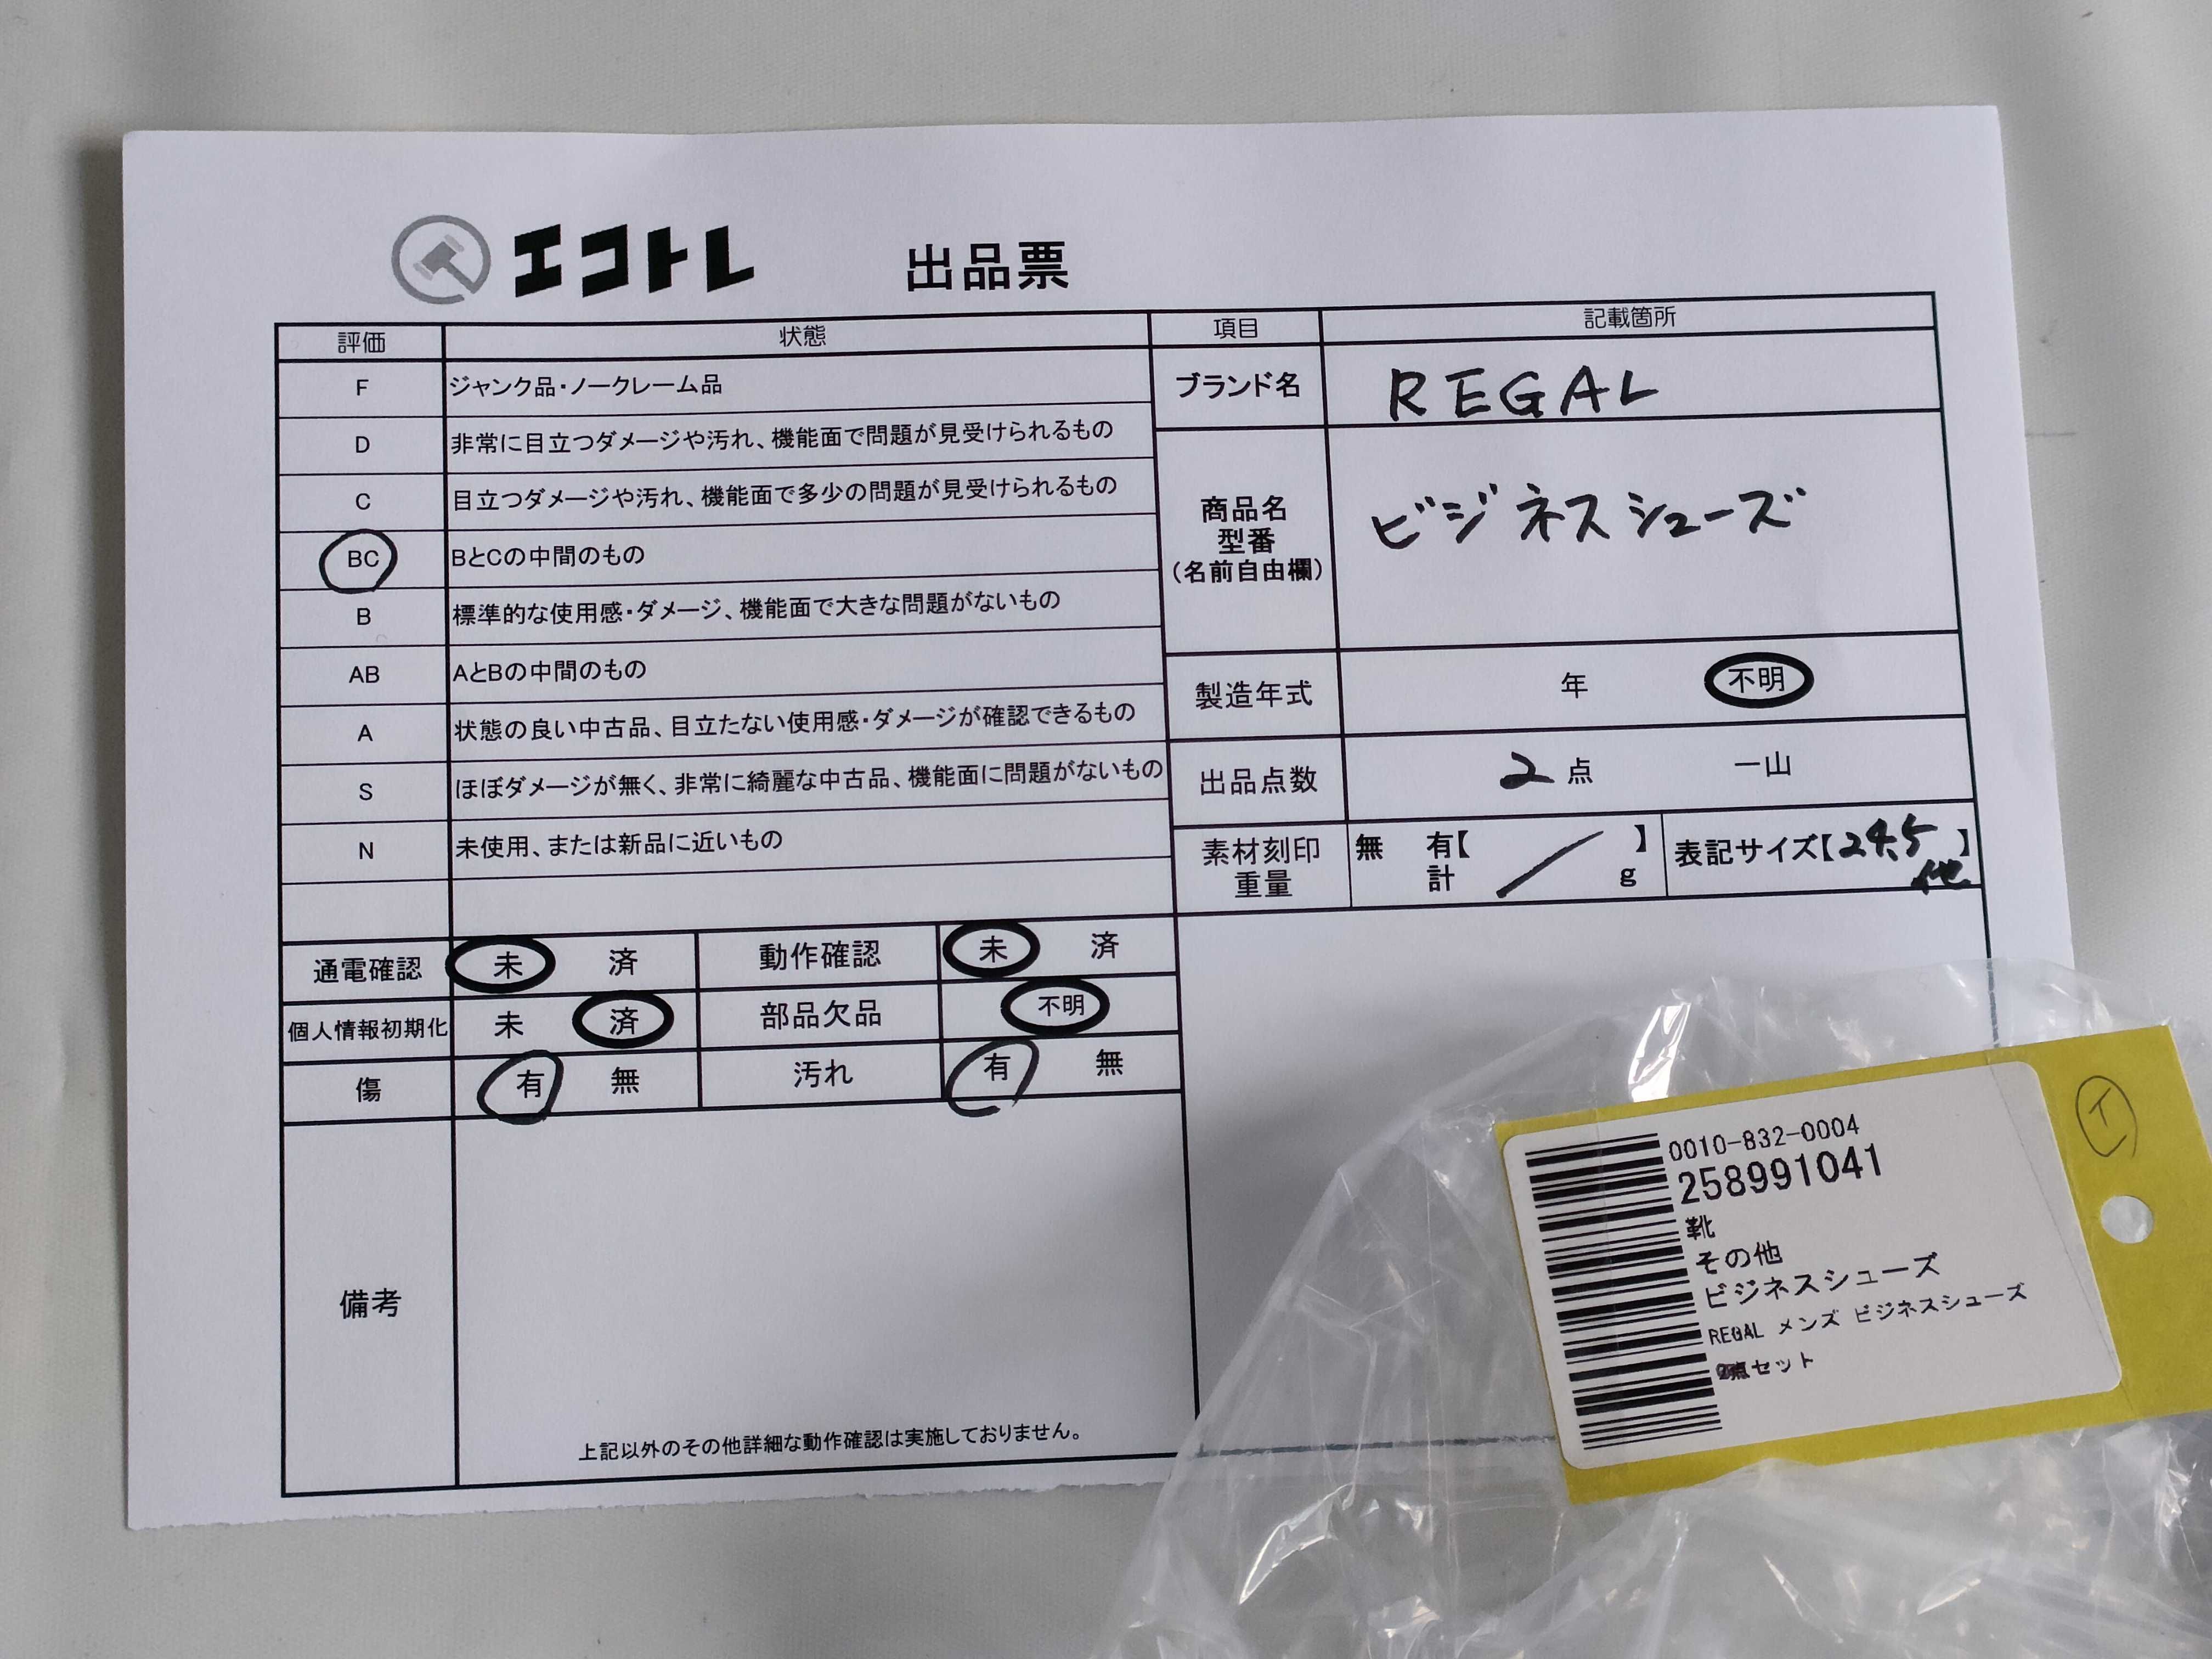 エコトレ 出品票
評価 状態 項目 記載箇所
F ジャンク品・ノークレーム品
D 非常に目立つダメージや汚れ、機能面で問題が見受けられるもの
C 目立つダメージや汚れ、機能面で多少の問題が見受けられるもの
BC BとCの中間のもの
B 標準的な使用感・ダメージ、機能面で大きな問題がないもの
AB AとBの中間のもの
A 状態の良い中古品、目立たない使用感・ダメージが確認できるもの
S ほぼダメージが無く、非常に綺麗な中古品、機能面に問題がないもの
N 未使用、または新品に近いもの
ブランド名 REGAL
商品名
型番
(名前自由欄)
ビジネスシューズ
製造年式 年 不明
出品点数 2 点 一山
素材刻印
重量
無 有【 】
計 g
表記サイズ【24.5】
他
通電確認 未 済 動作確認 未 済
個人情報初期化 未 済 部品欠品 不明
傷 有 無 汚れ 有 無
備考
上記以外のその他詳細な動作確認は実施しておりません。
イ
0010-832-0004
258991041
靴
その他
ビジネスシューズ
REGAL メンズ ビジネスシューズ
点セット